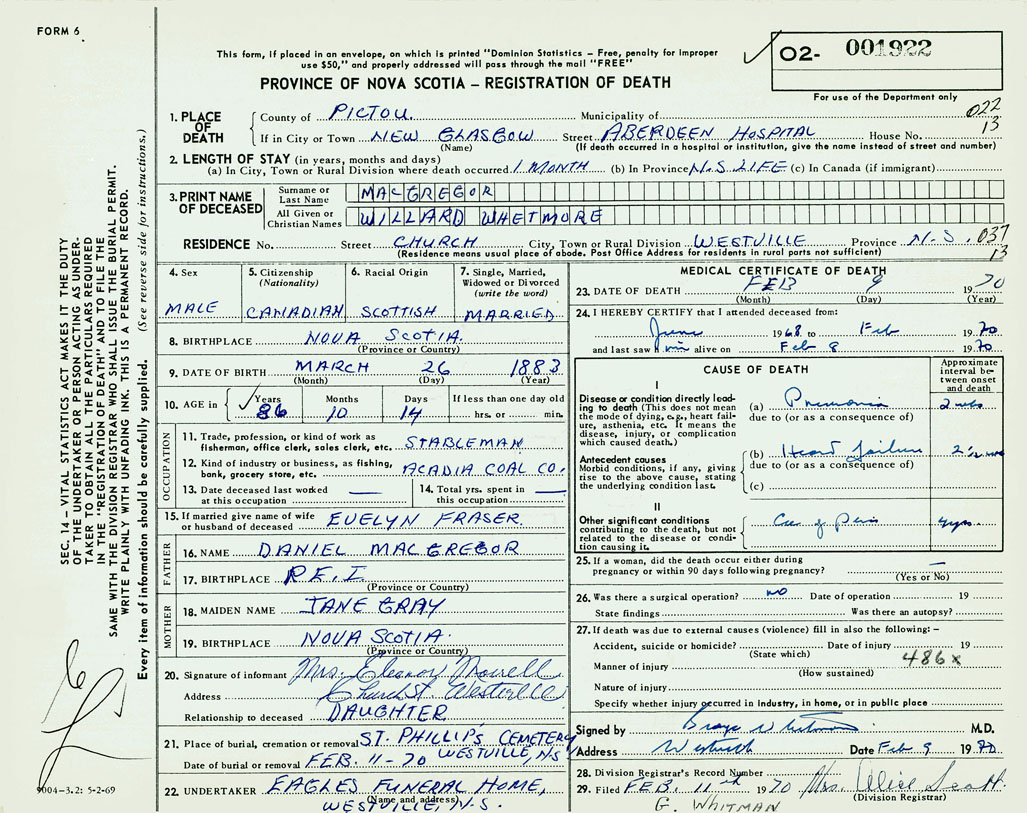 FORM 6
This form, if placed in an envelope, on which is printed "Dominion Statistics – Free, penalty for improper
use $50," and properly addressed will pass through the mail "FREE"
PROVINCE OF NOVA SCOTIA – REGISTRATION OF DEATH
O2- 001922
For use of the Department only
022
13
1. PLACE OF DEATH
County of PICTOU Municipality of
If in City or Town NEW GLASGOW Street ABERDEEN HOSPITAL House No.
(Name) (If death occurred in a hospital or institution, give the name instead of street and number)
2. LENGTH OF STAY (in years, months and days)
(a) In City, Town or Rural Division where death occurred 1 MONTH (b) In Province N.S. LIFE (c) In Canada (if immigrant)
3. PRINT NAME OF DECEASED
Surname or Last Name MACGREGOR
All Given or Christian Names WILLARD WHETMORE
RESIDENCE No. Street CHURCH City, Town or Rural Division WESTVILLE Province N.S. 037
(Residence means usual place of abode. Post Office Address for residents in rural parts not sufficient) 13
4. Sex MALE
5. Citizenship (Nationality) CANADIAN
6. Racial Origin SCOTTISH
7. Single, Married, Widowed or Divorced (write the word) MARRIED
8. BIRTHPLACE NOVA SCOTIA.
(Province or Country)
9. DATE OF BIRTH MARCH 26 1883
(Month) (Day) (Year)
10. AGE in Years 86 Months 10 Days 14 If less than one day old hrs. or min.
OCCUPATION
11. Trade, profession, or kind of work as fisherman, office clerk, sales clerk, etc. STABLEMAN
12. Kind of industry or business, as fishing, bank, grocery store, etc. ACADIA COAL CO.
13. Date deceased last worked at this occupation —
14. Total yrs. spent in this occupation —
15. If married give name of wife or husband of deceased EVELYN FRASER.
FATHER
16. NAME DANIEL MACGREGOR
17. BIRTHPLACE P.E.I.
(Province or Country)
MOTHER
18. MAIDEN NAME JANE GRAY
19. BIRTHPLACE NOVA SCOTIA.
(Province or Country)
20. Signature of informant Mrs. Eleanor
Address Church St. Westville
Relationship to deceased DAUGHTER
21. Place of burial, cremation or removal ST. PHILLIP'S CEMETERY
WESTVILLE, N.S
Date of burial or removal FEB. 11-70
22. UNDERTAKER EAGLES FUNERAL HOME,
(Name and address) WESTVILLE, N.S.
MEDICAL CERTIFICATE OF DEATH
23. DATE OF DEATH FEB 9 1970
(Month) (Day) (Year)
24. I HEREBY CERTIFY that I attended deceased from:
June 1968 to Feb 1970
and last saw him alive on Feb 8 1970
CAUSE OF DEATH
Approximate interval between onset and death
I
Disease or condition directly leading to death (This does not mean the mode of dying, e.g., heart failure, asthenia, etc. It means the disease, injury, or complication which caused death.)
(a) Pneumonia 2 wks
due to (or as a consequence of)
Antecedent causes
Morbid conditions, if any, giving rise to the above cause, stating the underlying condition last.
(b) Heart failure
due to (or as a consequence of)
(c)
II
Other significant conditions contributing to the death, but not related to the disease or condition causing it.
Ca of Penis 4 yrs
25. If a woman, did the death occur either during pregnancy or within 90 days following pregnancy? —
(Yes or No)
26. Was there a surgical operation? NO Date of operation 19
State findings Was there an autopsy?
27. If death was due to external causes (violence) fill in also the following: –
Accident, suicide or homicide? Date of injury 19
(State which) 486x
Manner of injury
(How sustained)
Nature of injury
Specify whether injury occurred in industry, in home, or in public place
Signed by M.D.
Address Westville Date Feb 9 1970
28. Division Registrar's Record Number
29. Filed FEB. 11th 1970 Mrs. Alice Scott.
(Division Registrar)
G. WHITMAN
SEC. 14 – VITAL STATISTICS ACT MAKES IT THE DUTY
OF THE UNDERTAKER OR PERSON ACTING AS UNDER-
TAKER TO OBTAIN ALL THE PARTICULARS REQUIRED
IN THE "REGISTRATION OF DEATH" AND TO FILE THE
SAME WITH THE DIVISION REGISTRAR WHO SHALL ISSUE THE BURIAL PERMIT.
WRITE PLAINLY WITH UNFADING INK. THIS IS A PERMANENT RECORD.
Every item of information should be carefully supplied. (See reverse side for instructions.)
9004-3.2: 5-2-69